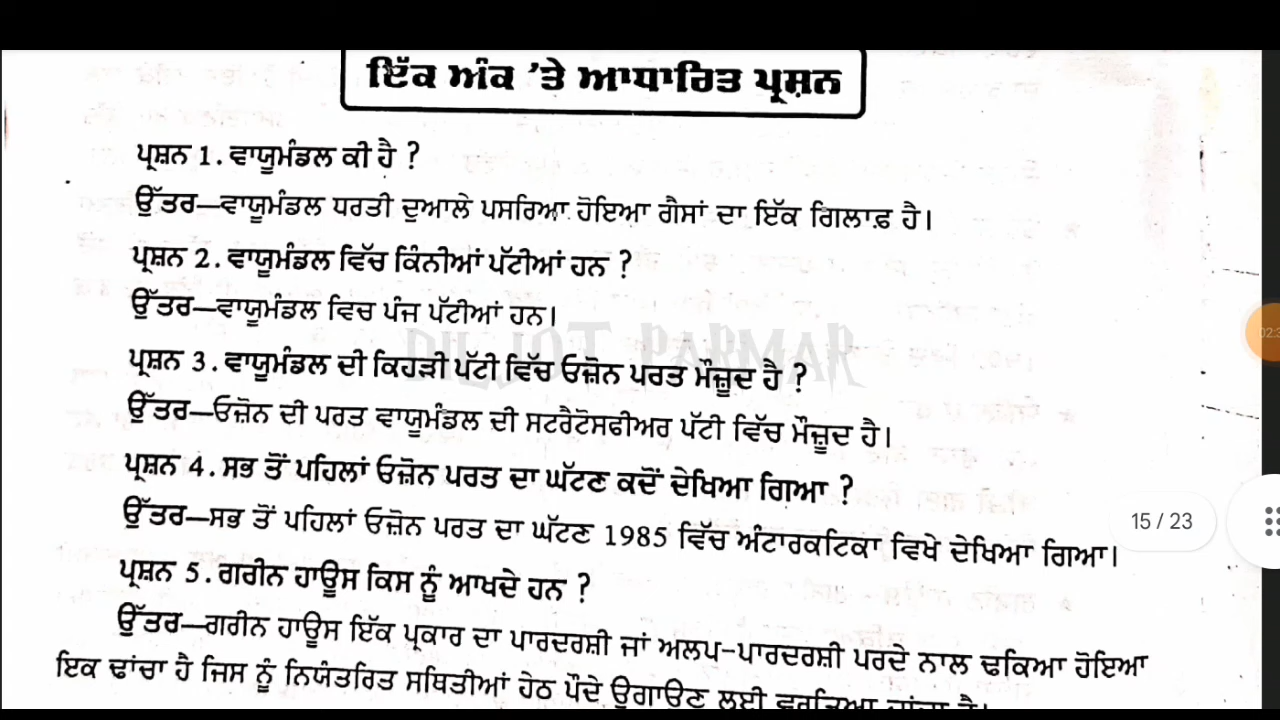 ਇੱਕ ਅੰਕ 'ਤੇ ਆਧਾਰਿਤ ਪ੍ਰਸ਼ਨ
ਪ੍ਰਸ਼ਨ 1. ਵਾਯੂਮੰਡਲ ਕੀ ਹੈ ?
ਉੱਤਰ—ਵਾਯੂਮੰਡਲ ਧਰਤੀ ਦੁਆਲੇ ਪਸਰਿਆ ਹੋਇਆ ਗੈਸਾਂ ਦਾ ਇੱਕ ਗਿਲਾਫ਼ ਹੈ।
ਪ੍ਰਸ਼ਨ 2. ਵਾਯੂਮੰਡਲ ਵਿੱਚ ਕਿੰਨੀਆਂ ਪੱਟੀਆਂ ਹਨ ?
ਉੱਤਰ—ਵਾਯੂਮੰਡਲ ਵਿਚ ਪੰਜ ਪੱਟੀਆਂ ਹਨ।
DILJOT PARMAR
ਪ੍ਰਸ਼ਨ 3. ਵਾਯੂਮੰਡਲ ਦੀ ਕਿਹੜੀ ਪੱਟੀ ਵਿੱਚ ਓਜ਼ੋਨ ਪਰਤ ਮੌਜੂਦ ਹੈ ?
ਉੱਤਰ—ਓਜ਼ੋਨ ਦੀ ਪਰਤ ਵਾਯੂਮੰਡਲ ਦੀ ਸਟਰੈਟੋਸਫੀਅਰ ਪੱਟੀ ਵਿੱਚ ਮੌਜੂਦ ਹੈ।
ਪ੍ਰਸ਼ਨ 4. ਸਭ ਤੋਂ ਪਹਿਲਾਂ ਓਜ਼ੋਨ ਪਰਤ ਦਾ ਘੱਟਣ ਕਦੋਂ ਦੇਖਿਆ ਗਿਆ ?
ਉੱਤਰ—ਸਭ ਤੋਂ ਪਹਿਲਾਂ ਓਜ਼ੋਨ ਪਰਤ ਦਾ ਘੱਟਣ 1985 ਵਿੱਚ ਅੰਟਾਰਕਟਿਕਾ ਵਿਖੇ ਦੇਖਿਆ ਗਿਆ।
15 / 23
ਪ੍ਰਸ਼ਨ 5. ਗਰੀਨ ਹਾਊਸ ਕਿਸ ਨੂੰ ਆਖਦੇ ਹਨ ?
ਉੱਤਰ—ਗਰੀਨ ਹਾਊਸ ਇੱਕ ਪ੍ਰਕਾਰ ਦਾ ਪਾਰਦਰਸ਼ੀ ਜਾਂ ਅਲਪ-ਪਾਰਦਰਸ਼ੀ ਪਰਦੇ ਨਾਲ ਢਕਿਆ ਹੋਇਆ
ਇਕ ਢਾਂਚਾ ਹੈ ਜਿਸ ਨੂੰ ਨਿਯੰਤਰਿਤ ਸਥਿਤੀਆਂ ਹੇਠ ਪੌਦੇ ਉਗਾਉਣ ਲਈ ਵਰਤਿਆ ਜਾਂਦਾ ਹੈ।